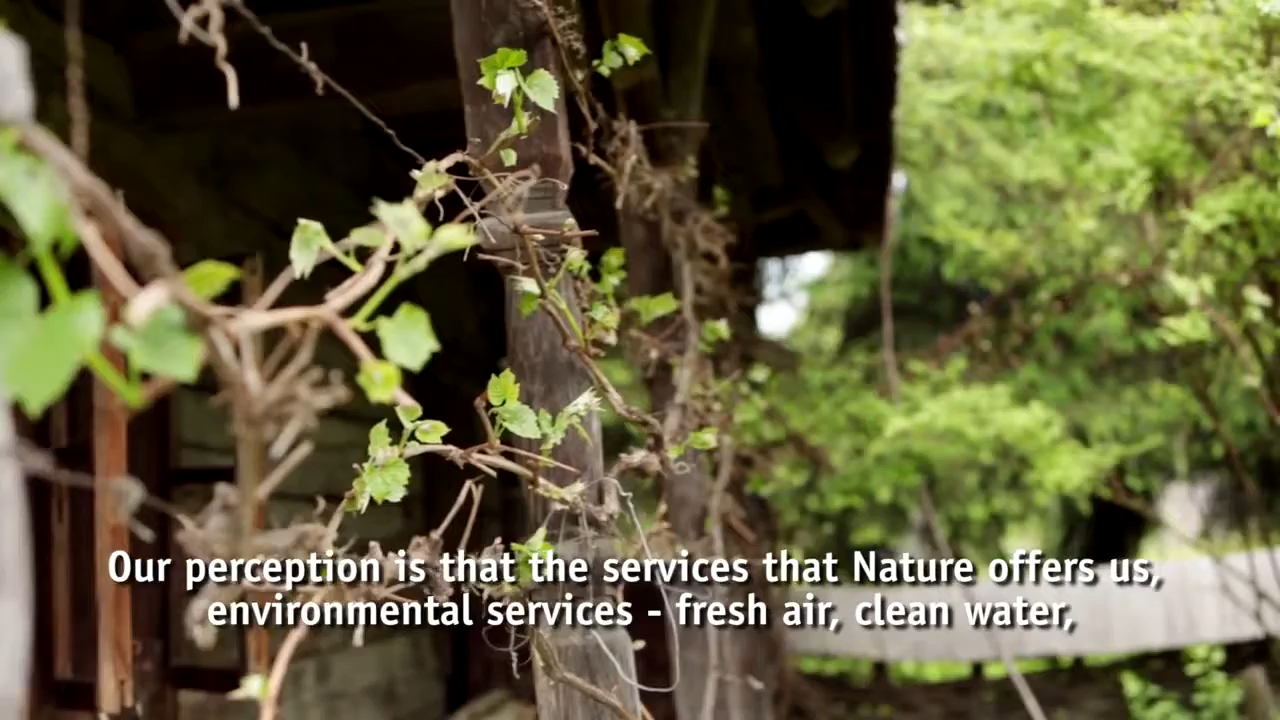 Our perception is that the services that Nature offers us,
environmental services - fresh air, clean water,